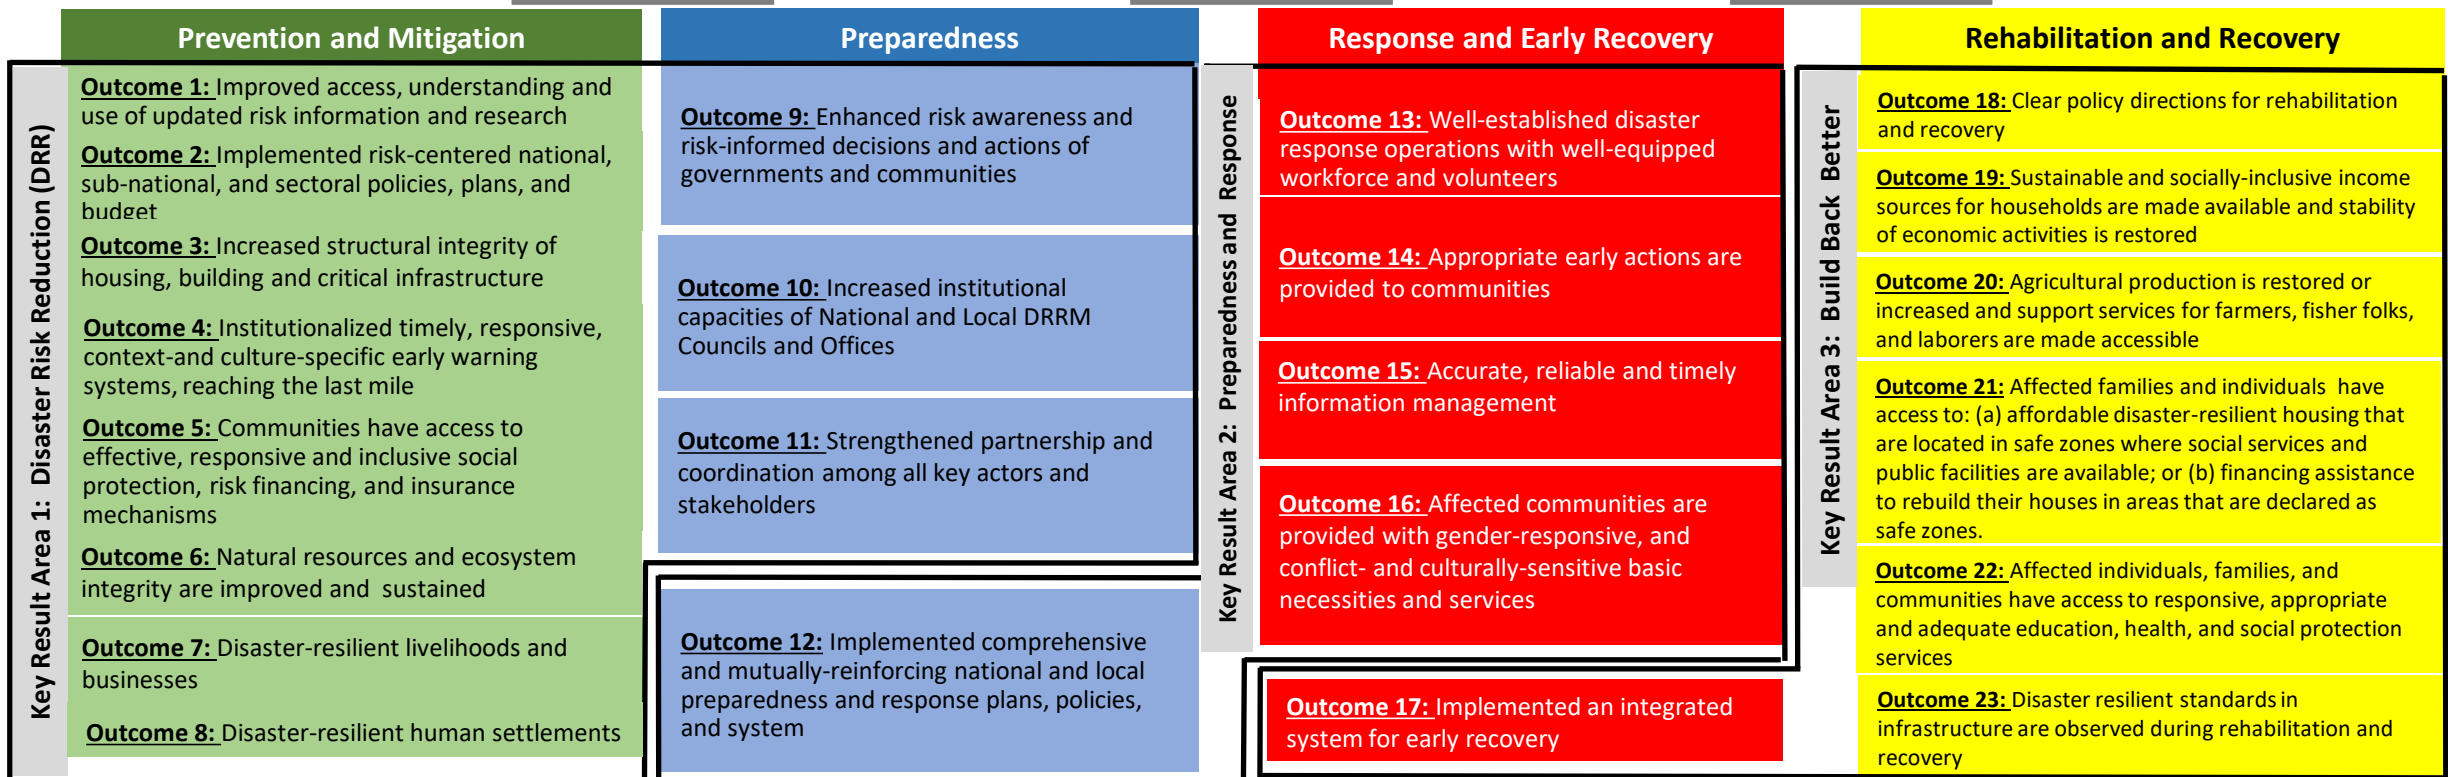 Prevention and Mitigation
Preparedness
Response and Early Recovery
Rehabilitation and Recovery
Key Result Area 1: Disaster Risk Reduction (DRR)
Outcome 1: Improved access, understanding and
use of updated risk information and research
Outcome 2: Implemented risk-centered national,
sub-national, and sectoral policies, plans, and
budget
Outcome 3: Increased structural integrity of
housing, building and critical infrastructure
Outcome 4: Institutionalized timely, responsive,
context-and culture-specific early warning
systems, reaching the last mile
Outcome 5: Communities have access to
effective, responsive and inclusive social
protection, risk financing, and insurance
mechanisms
Outcome 6: Natural resources and ecosystem
integrity are improved and sustained
Outcome 7: Disaster-resilient livelihoods and
businesses
Outcome 8: Disaster-resilient human settlements
Outcome 9: Enhanced risk awareness and
risk-informed decisions and actions of
governments and communities
Outcome 10: Increased institutional
capacities of National and Local DRRM
Councils and Offices
Outcome 11: Strengthened partnership and
coordination among all key actors and
stakeholders
Outcome 12: Implemented comprehensive
and mutually-reinforcing national and local
preparedness and response plans, policies,
and system
Key Result Area 2: Preparedness and Response
Outcome 13: Well-established disaster
response operations with well-equipped
workforce and volunteers
Outcome 14: Appropriate early actions are
provided to communities
Outcome 15: Accurate, reliable and timely
information management
Outcome 16: Affected communities are
provided with gender-responsive, and
conflict- and culturally-sensitive basic
necessities and services
Outcome 17: Implemented an integrated
system for early recovery
Key Result Area 3: Build Back Better
Outcome 18: Clear policy directions for rehabilitation
and recovery
Outcome 19: Sustainable and socially-inclusive income
sources for households are made available and stability
of economic activities is restored
Outcome 20: Agricultural production is restored or
increased and support services for farmers, fisher folks,
and laborers are made accessible
Outcome 21: Affected families and individuals have
access to: (a) affordable disaster-resilient housing that
are located in safe zones where social services and
public facilities are available; or (b) financing assistance
to rebuild their houses in areas that are declared as
safe zones.
Outcome 22: Affected individuals, families, and
communities have access to responsive, appropriate
and adequate education, health, and social protection
services
Outcome 23: Disaster resilient standards in
infrastructure are observed during rehabilitation and
recovery